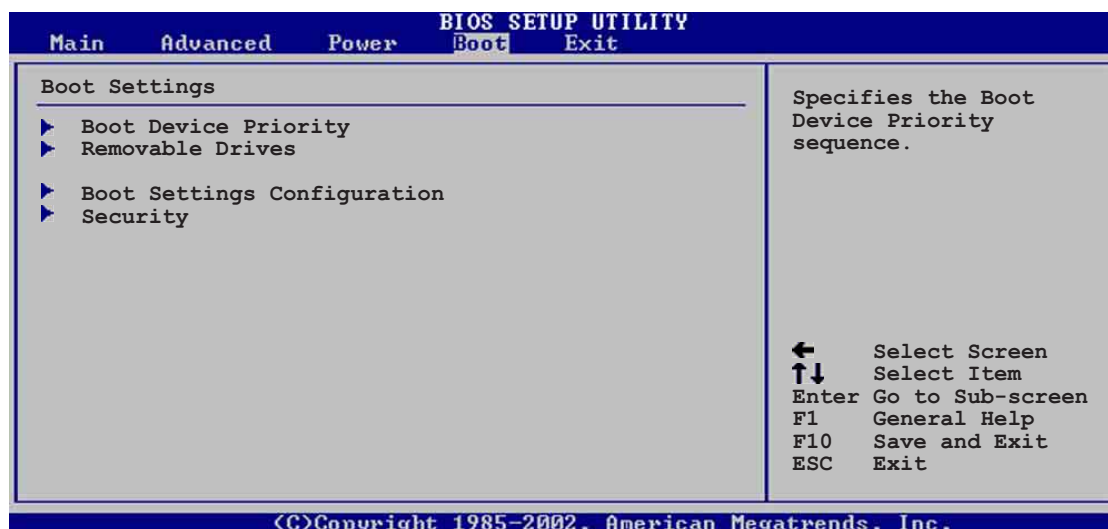 BIOS SETUP UTILITY
Main Advanced Power Boot Exit
Boot Settings
Boot Device Priority
Removable Drives
Boot Settings Configuration
Security
Specifies the Boot
Device Priority
sequence.
← Select Screen
↑↓ Select Item
Enter Go to Sub-screen
F1 General Help
F10 Save and Exit
ESC Exit
(C)Copyright 1985-2002, American Megatrends, Inc.